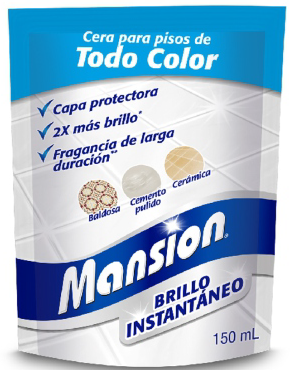 Cera para pisos de
Todo Color
Capa protectora
2X más brillo*
Fragancia de larga
duración**
Baldosa
Cemento
pulido
Cerámica
Mansion®
BRILLO
INSTANTÁNEO
150 mL